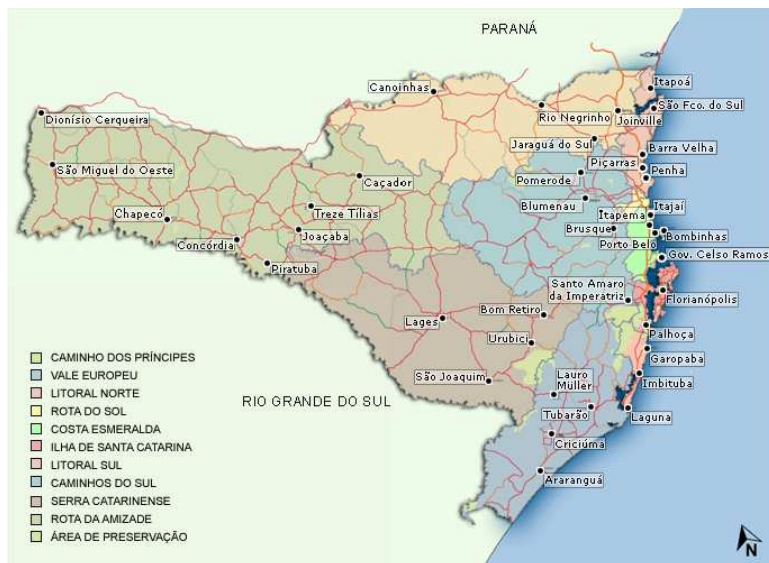 PARANÁ
Canoinhas
Itapoá
São Fco. do Sul
Rio Negrinho
Joinville
Dionísio Cerqueira
Jaraguá do Sul
Barra Velha
Piçarras
São Miguel do Oeste
Pomerode
Penha
Caçador
Blumenau
Chapecó
Treze Tílias
Itapema
Itajaí
Brusque
Joaçaba
Concórdia
Porto Belo
Bombinhas
Gov. Celso Ramos
Piratuba
Santo Amaro
da Imperatriz
Florianópolis
Bom Retiro
Lages
Urubici
Palhoça
Garopaba
São Joaquim
Lauro
Müller
Imbituba
RIO GRANDE DO SUL
Tubarão
Laguna
Criciúma
Araranguá
CAMINHO DOS PRÍNCIPES
VALE EUROPEU
LITORAL NORTE
ROTA DO SOL
COSTA ESMERALDA
ILHA DE SANTA CATARINA
LITORAL SUL
CAMINHOS DO SUL
SERRA CATARINENSE
ROTA DA AMIZADE
ÁREA DE PRESERVAÇÃO
N